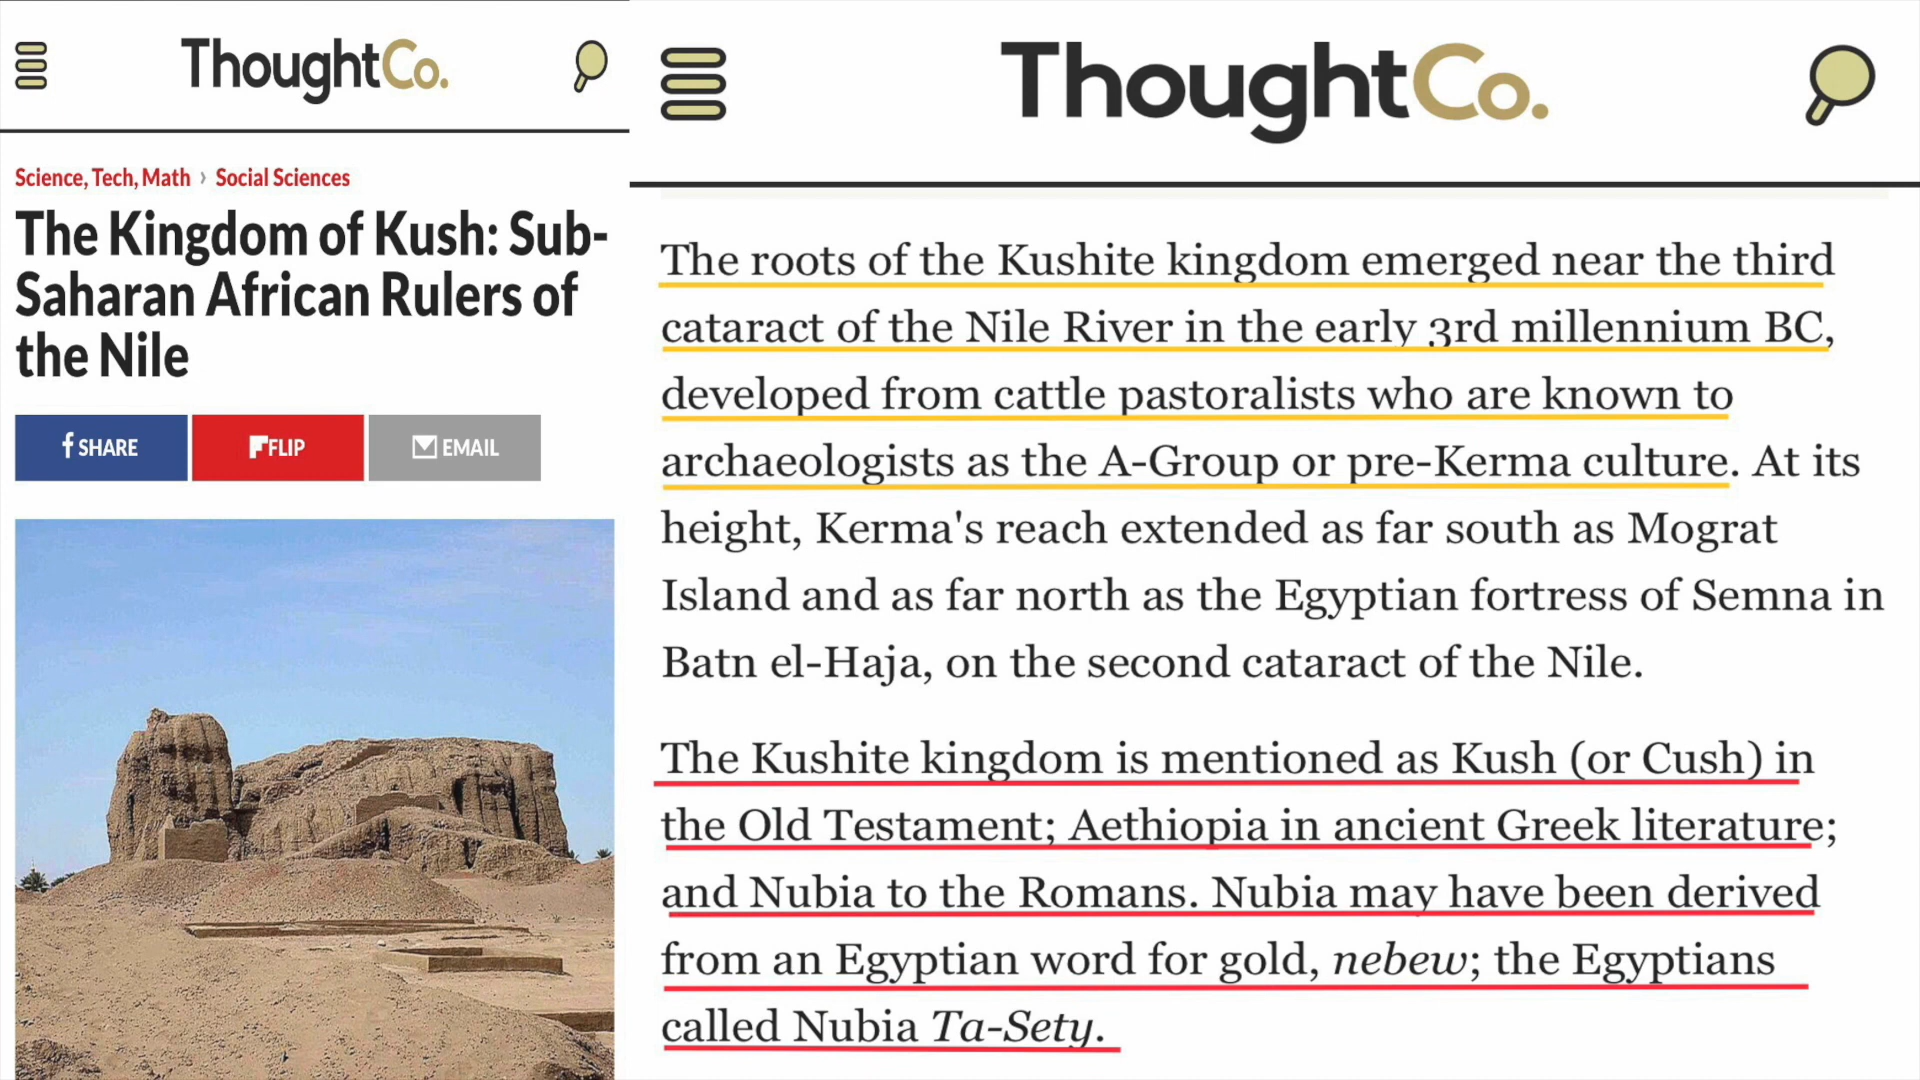 ThoughtCo.
Science, Tech, Math › Social Sciences
The Kingdom of Kush: Sub-
Saharan African Rulers of
the Nile
f SHARE
FLIP
EMAIL
ThoughtCo.
The roots of the Kushite kingdom emerged near the third
cataract of the Nile River in the early 3rd millennium BC,
developed from cattle pastoralists who are known to
archaeologists as the A-Group or pre-Kerma culture. At its
height, Kerma's reach extended as far south as Mograt
Island and as far north as the Egyptian fortress of Semna in
Batn el-Haja, on the second cataract of the Nile.
The Kushite kingdom is mentioned as Kush (or Cush) in
the Old Testament; Aethiopia in ancient Greek literature;
and Nubia to the Romans. Nubia may have been derived
from an Egyptian word for gold, nebew; the Egyptians
called Nubia Ta-Sety.